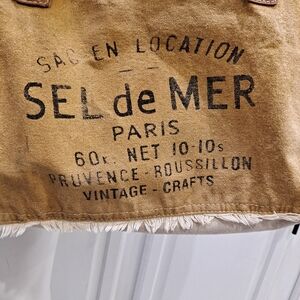 SAC EN LOCATION
SEL de MER
PARIS
60K. NET 10-10s
PRUVENCE - ROUSSILLON
VINTAGE - CRAFTS